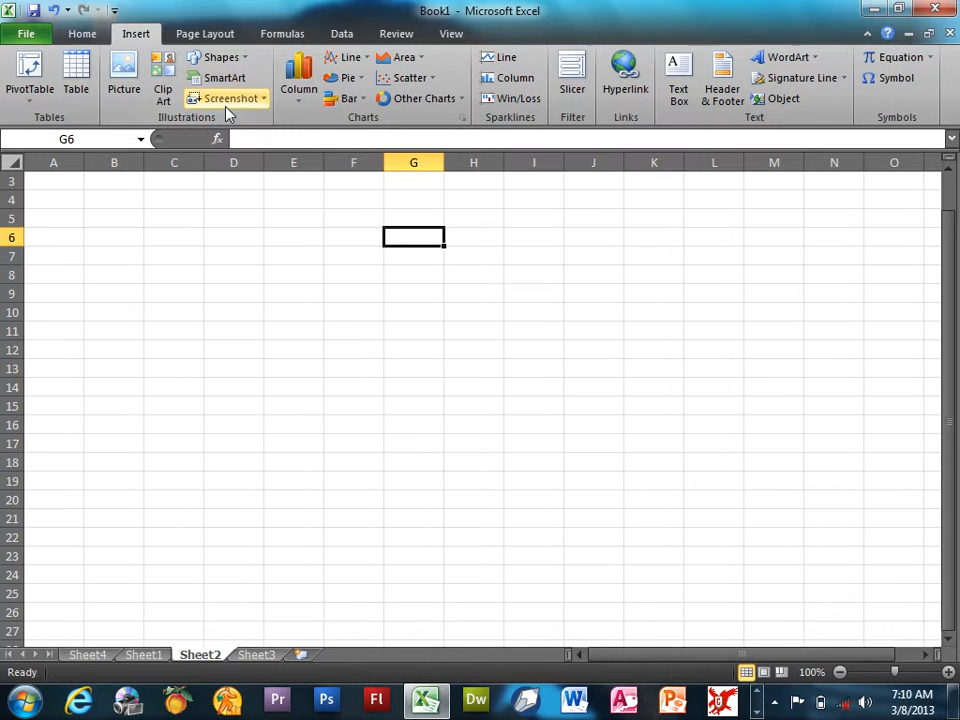 Book1 - Microsoft Excel
File Home Insert Page Layout Formulas Data Review View
PivotTable Table Picture Clip Art Shapes SmartArt Screenshot Column Line Pie Bar Area Scatter Other Charts Line Column Win/Loss Slicer Hyperlink Text Box Header & Footer WordArt Signature Line Object Equation Symbol
Tables Illustrations Charts Sparklines Filter Links Text Symbols
G6 fx
A B C D E F G H I J K L M N O
3
4
5
6
7
8
9
10
11
12
13
14
15
16
17
18
19
20
21
22
23
24
25
26
27
Sheet4 Sheet1 Sheet2 Sheet3
Ready 100%
Pr Ps Fl Dw 7:10 AM
3/8/2013